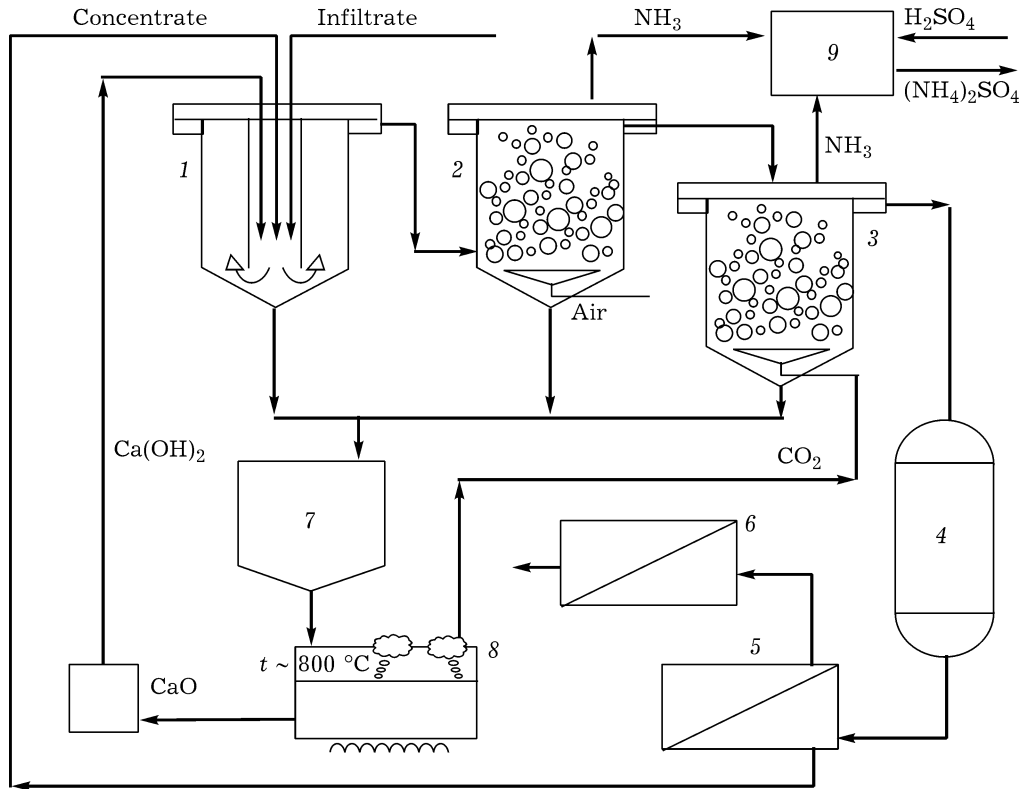 Concentrate
Infiltrate
NH₃
H₂SO₄
9
(NH₄)₂SO₄
1
2
NH₃
3
Air
Ca(OH)₂
CO₂
7
6
4
5
8
t ~ 800 °C
CaO